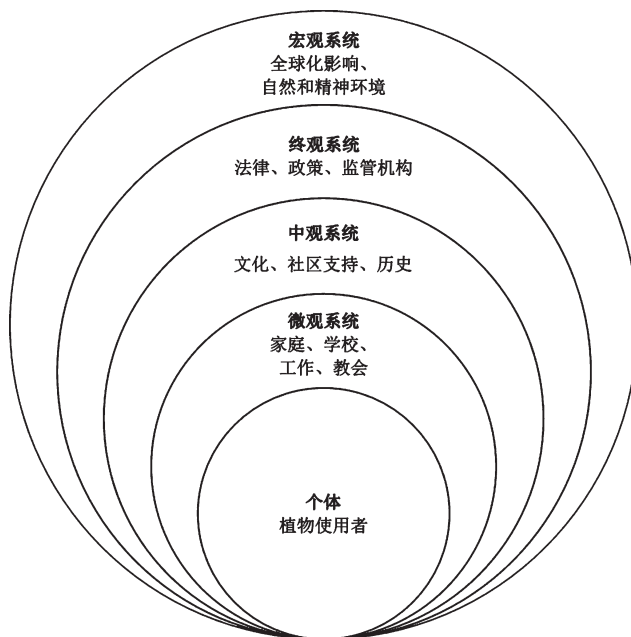 宏观系统
全球化影响、
自然和精神环境
终观系统
法律、政策、监管机构
中观系统
文化、社区支持、历史
微观系统
家庭、学校、
工作、教会
个体
植物使用者